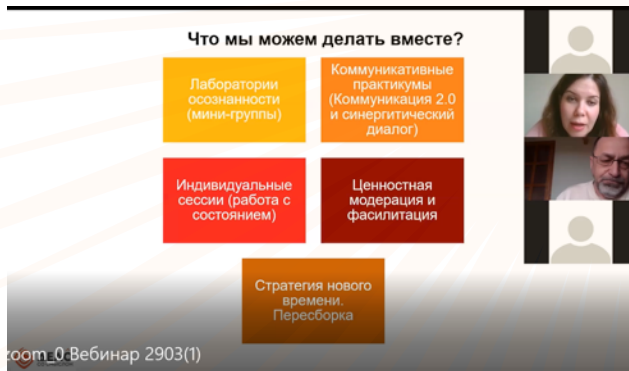 Что мы можем делать вместе?
Лаборатории
осознанности
(мини-группы)
Коммуникативные
практикумы
(Коммуникация 2.0
и синергитический
диалог)
Индивидуальные
сессии (работа с
состоянием)
Ценностная
модерация и
фасилитация
Стратегия нового
времени.
Пересборка
zoom_0 Вебинар 2903(1)